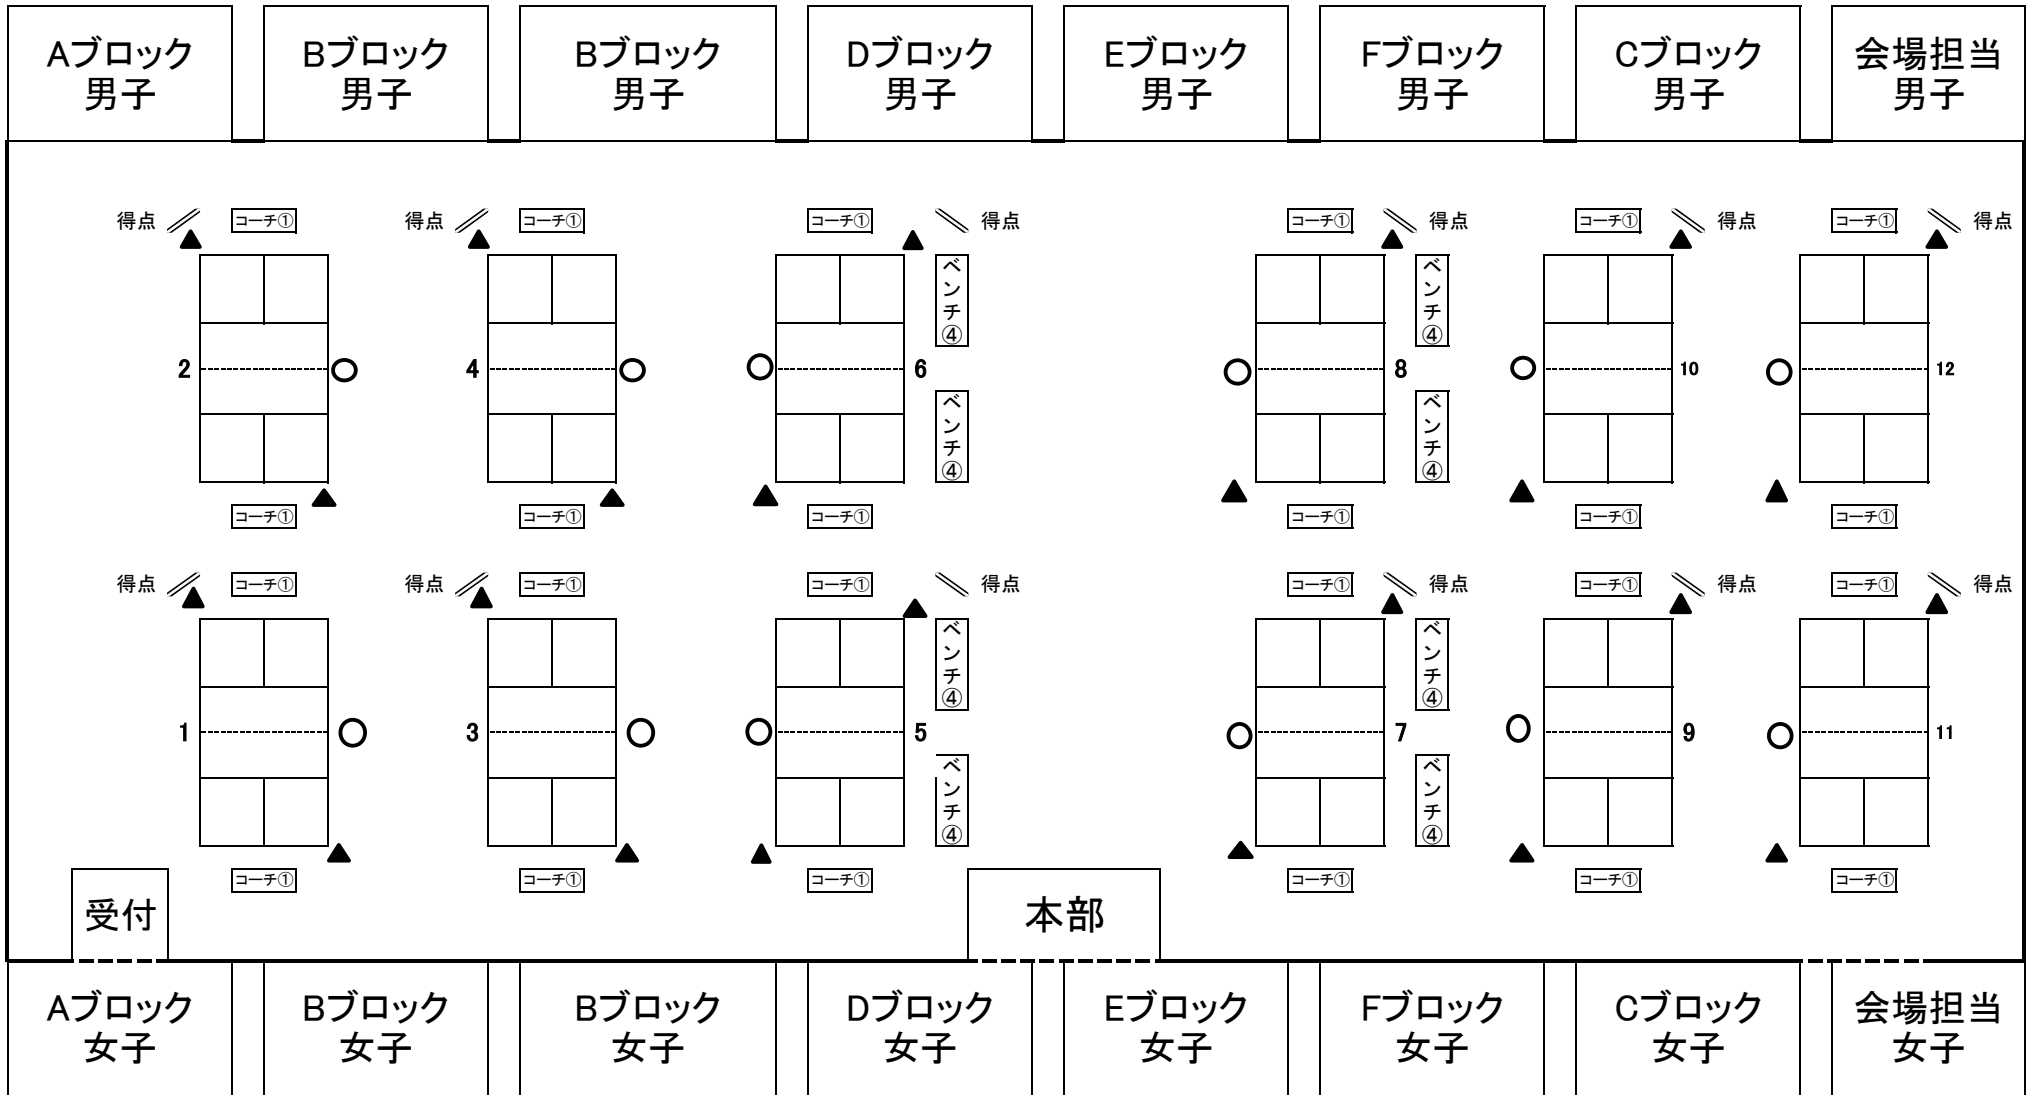 Aブロック
男子
Bブロック
男子
Bブロック
男子
Dブロック
男子
Eブロック
男子
Fブロック
男子
Cブロック
男子
会場担当
男子
得点
コーチ①
得点
コーチ①
コーチ①
得点
コーチ①
得点
コーチ①
得点
コーチ①
得点
ベンチ④
ベンチ④
2
4
6
8
10
12
ベンチ④
ベンチ④
コーチ①
コーチ①
コーチ①
コーチ①
コーチ①
コーチ①
得点
コーチ①
得点
コーチ①
コーチ①
得点
コーチ①
得点
コーチ①
得点
コーチ①
得点
ベンチ④
ベンチ④
1
3
5
7
9
11
ベンチ④
ベンチ④
コーチ①
コーチ①
コーチ①
コーチ①
コーチ①
コーチ①
受付
本部
Aブロック
女子
Bブロック
女子
Bブロック
女子
Dブロック
女子
Eブロック
女子
Fブロック
女子
Cブロック
女子
会場担当
女子